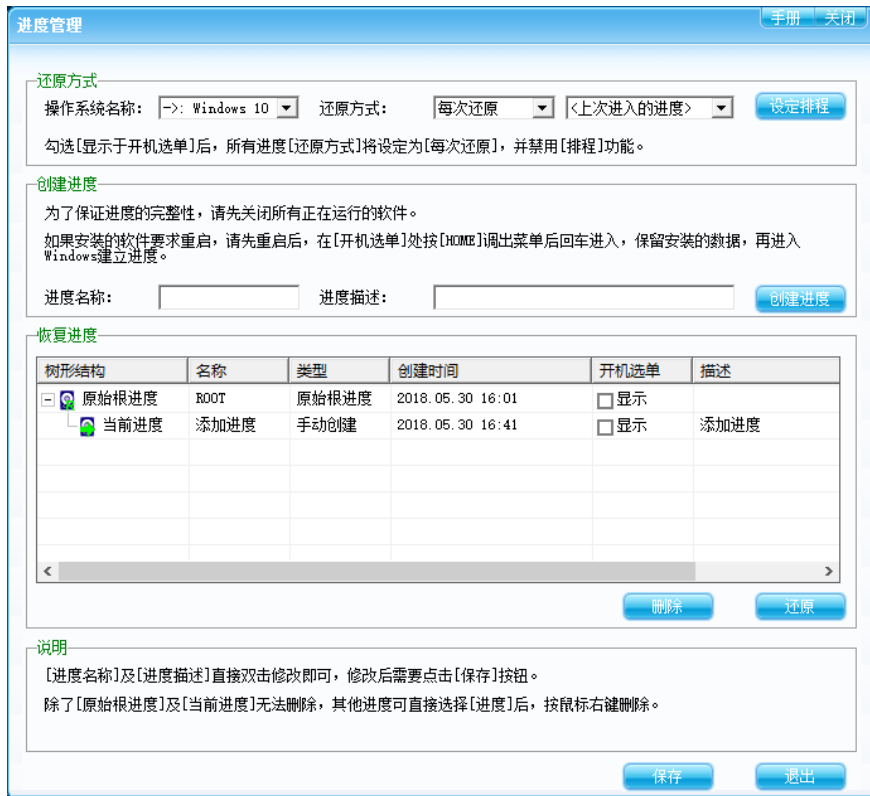 进度管理
手册 关闭
还原方式
操作系统名称： ->: Windows 10 还原方式： 每次还原 <上次进入的进度> 设定排程
勾选[显示于开机选单]后，所有进度[还原方式]将设定为[每次还原]，并禁用[排程]功能。
创建进度
为了保证进度的完整性，请先关闭所有正在运行的软件。
如果安装的软件要求重启，请先重启后，在[开机选单]处按[HOME]调出菜单后回车进入，保留安装的数据，再进入
Windows建立进度。
进度名称： 进度描述： 创建进度
恢复进度
树形结构 名称 类型 创建时间 开机选单 描述
原始根进度 ROOT 原始根进度 2018.05.30 16:01 显示
当前进度 添加进度 手动创建 2018.05.30 16:41 显示 添加进度
删除 还原
说明
[进度名称]及[进度描述]直接双击修改即可，修改后需要点击[保存]按钮。
除了[原始根进度]及[当前进度]无法删除，其他进度可直接选择[进度]后，按鼠标右键删除。
保存 退出